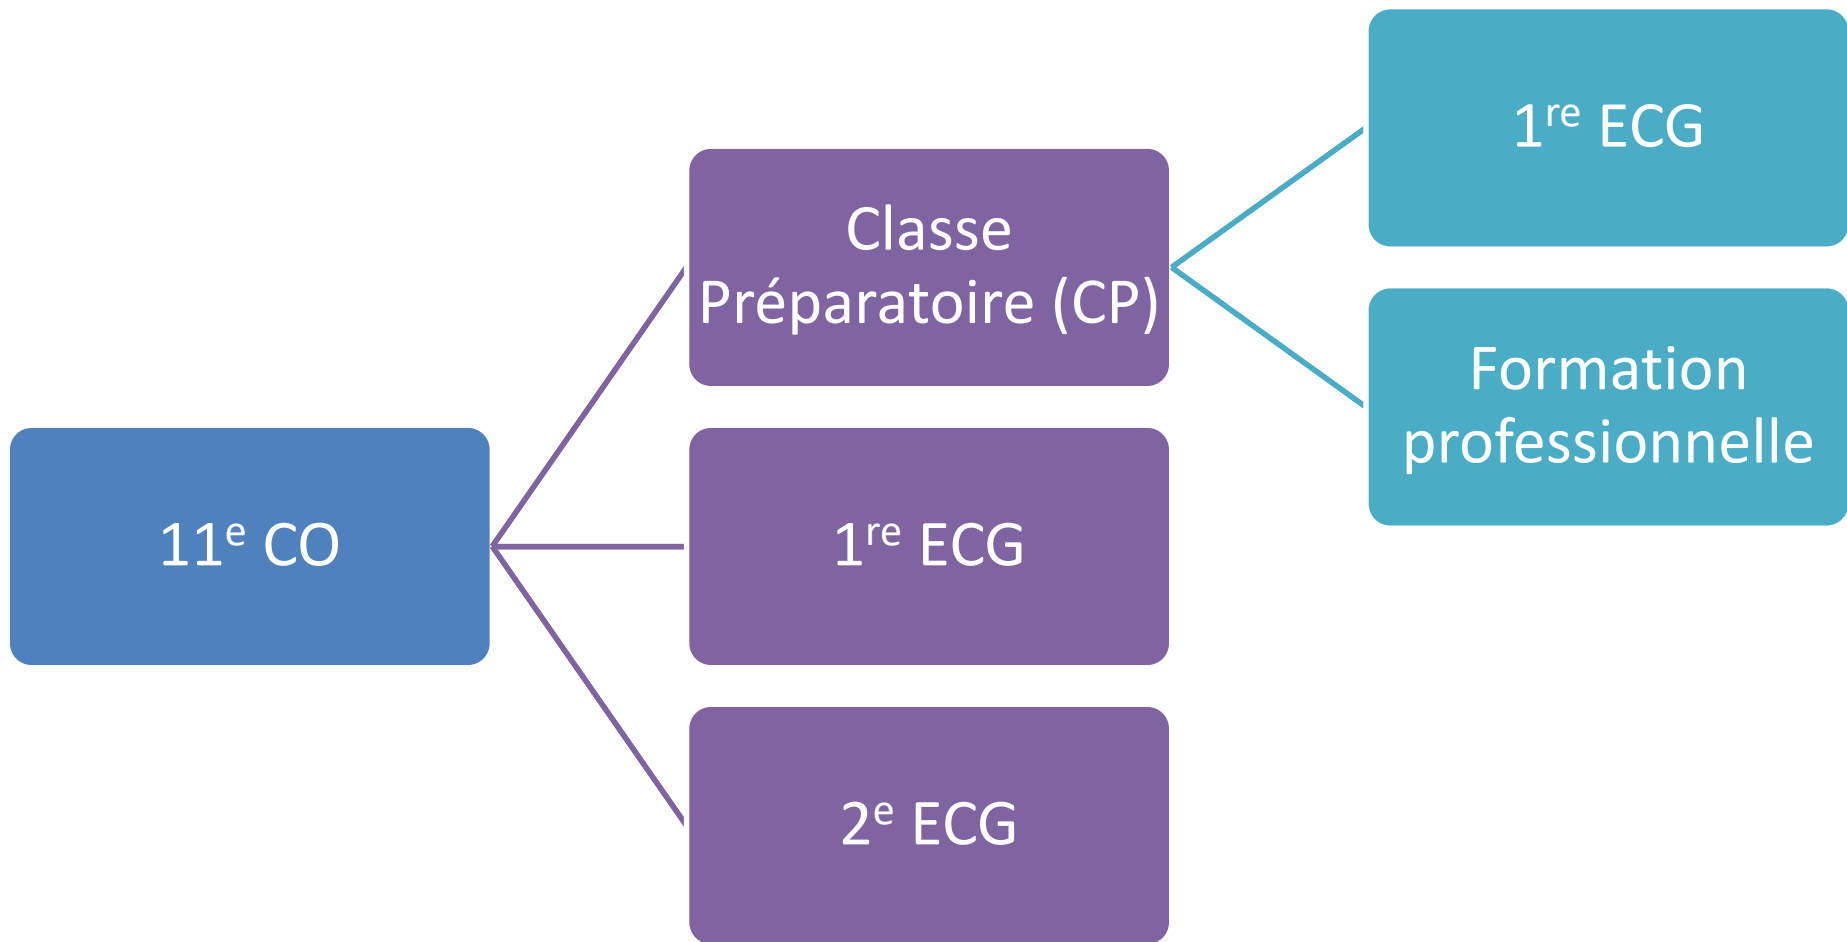 11ᵉ CO
Classe
Préparatoire (CP)
1ʳᵉ ECG
2ᵉ ECG
1ʳᵉ ECG
Formation
professionnelle